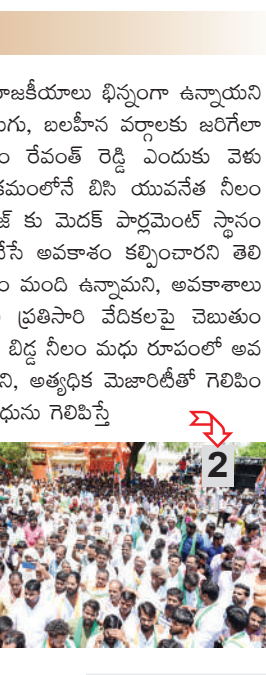 రాజకీయాలు భిన్నంగా ఉన్నాయని
బలహీన వర్గాలకు జరిగేలా
రేవంత్ రెడ్డి ఎందుకు వెళు
బిసి యువనేత నీలం
కు మెదక్ పార్లమెంట్ స్థానం
అవకాశం కల్పించారని తెలి
మంది ఉన్నామని, అవకాశాలు
ప్రతిసారి వేదికలపై చెబుతుం
బిడ్డ నీలం మధు రూపంలో అవ
అత్యధిక మెజారిటీతో గెలిపిం
గెలిపిస్తే
2